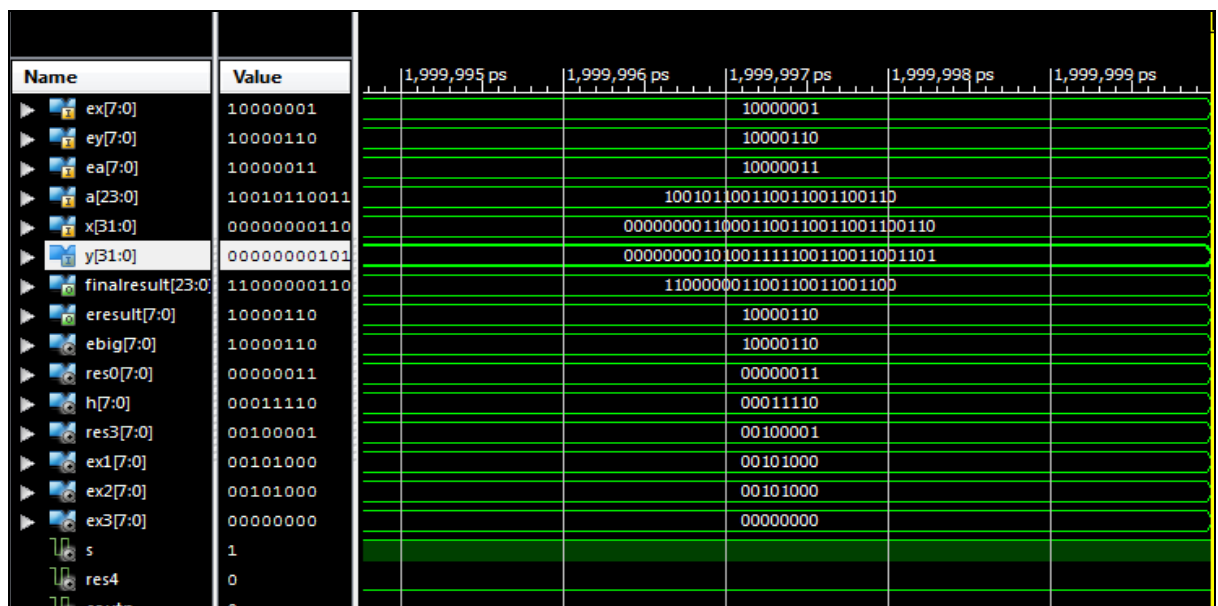 Name Value 1,999,995 ps 1,999,996 ps 1,999,997 ps 1,999,998 ps 1,999,999 ps
ex[7:0] 10000001 10000001
ey[7:0] 10000110 10000110
ea[7:0] 10000011 10000011
a[23:0] 10010110011 100101100110011001100110
x[31:0] 00000000110 00000000110001100110011001100110
y[31:0] 00000000101 00000000101001111100110011001101
finalresult[23:0] 11000000110 110000001100110011001100
eresult[7:0] 10000110 10000110
ebig[7:0] 10000110 10000110
res0[7:0] 00000011 00000011
h[7:0] 00011110 00011110
res3[7:0] 00100001 00100001
ex1[7:0] 00101000 00101000
ex2[7:0] 00101000 00101000
ex3[7:0] 00000000 00000000
s 1
res4 0